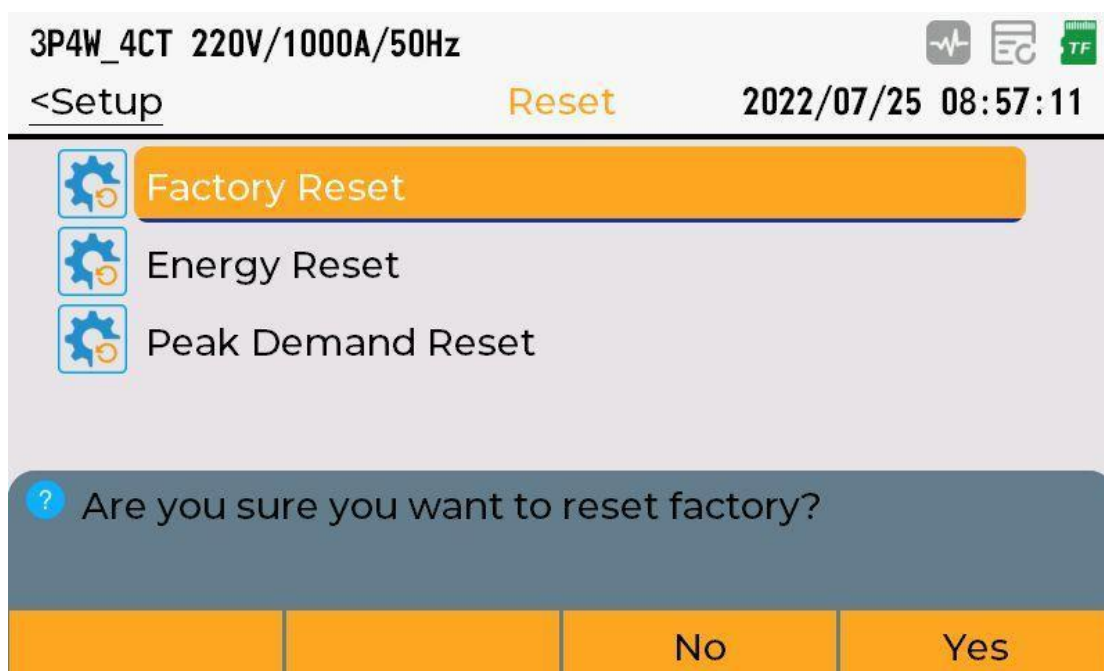 3P4W_4CT 220V/1000A/50Hz
TF
<Setup Reset 2022/07/25 08:57:11
Factory Reset
Energy Reset
Peak Demand Reset
? Are you sure you want to reset factory?
No Yes